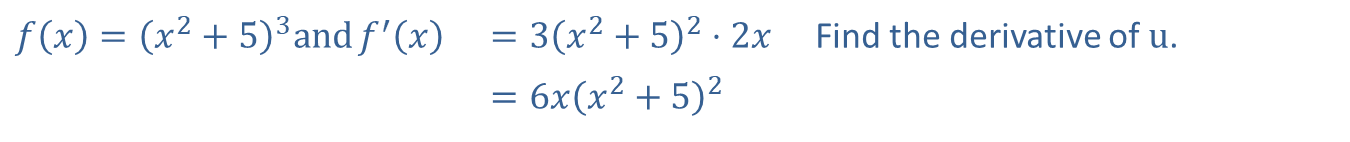 f(x) = (x² + 5)³and f′(x) = 3(x² + 5)² · 2x Find the derivative of u.
= 6x(x² + 5)²